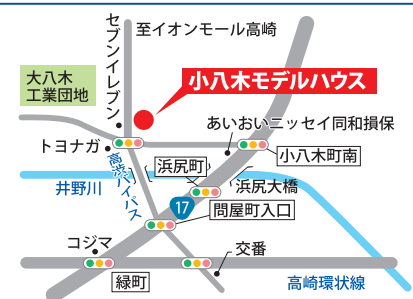 セブンイレブン
至イオンモール高崎
大八木
工業団地
小八木モデルハウス
あいおいニッセイ同和損保
トヨナガ
小八木町南
高渋バイパス
浜尻町
井野川
浜尻大橋
17
問屋町入口
コジマ
交番
緑町
高崎環状線